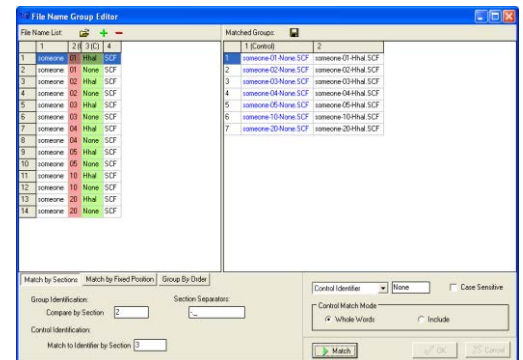 File Name Group Editor
File Name List:
Matched Groups:
1 2 (I 3 (C) 4
1 someone 01 Hhal SCF
2 someone 01 None SCF
3 someone 02 Hhal SCF
4 someone 02 None SCF
5 someone 03 Hhal SCF
6 someone 03 None SCF
7 someone 04 Hhal SCF
8 someone 04 None SCF
9 someone 05 Hhal SCF
10 someone 05 None SCF
11 someone 10 Hhal SCF
12 someone 10 None SCF
13 someone 20 Hhal SCF
14 someone 20 None SCF
1 (Control) 2
1 someone-01-None.SCF someone-01-Hhal.SCF
2 someone-02-None.SCF someone-02-Hhal.SCF
3 someone-03-None.SCF someone-03-Hhal.SCF
4 someone-04-None.SCF someone-04-Hhal.SCF
5 someone-05-None.SCF someone-05-Hhal.SCF
6 someone-10-None.SCF someone-10-Hhal.SCF
7 someone-20-None.SCF someone-20-Hhal.SCF
Match by Sections Match by Fixed Position Group By Order
Group Identification: Section Separators:
Compare by Section 2 -_
Control Identification:
Match to Identifier by Section 3
Control Identifier None Case Sensitive
Control Match Mode
Whole Words Include
Match OK Cancel